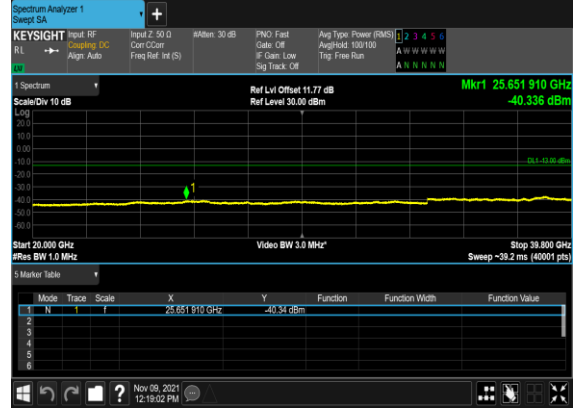 Spectrum Analyzer 1
Swept SA
KEYSIGHT Input: RF Input Z: 50 Ω #Atten: 30 dB PNO: Fast Avg Type: Power (RMS) 1 2 3 4 5 6
RL Coupling: DC Corr CCorr Gate: Off Avg|Hold: 100/100 A W W W W W
Align: Auto Freq Ref: Int (S) IF Gain: Low Trig: Free Run
Sig Track: Off A N N N N N
1 Spectrum Ref Lvl Offset 11.77 dB Mkr1 25.651 910 GHz
Scale/Div 10 dB Ref Level 30.00 dBm -40.336 dBm
Log
20.0
10.0
0.00
-10.0 DL1 -13.00 dBm
-20.0
-30.0 1
-40.0
-50.0
-60.0
Start 20.000 GHz Video BW 3.0 MHz* Stop 39.800 GHz
#Res BW 1.0 MHz Sweep ~39.2 ms (40001 pts)
5 Marker Table
Mode Trace Scale X Y Function Function Width Function Value
1 N 1 f 25.651 910 GHz -40.34 dBm
2
3
4
5
6
? Nov 09, 2021
12:19:02 PM